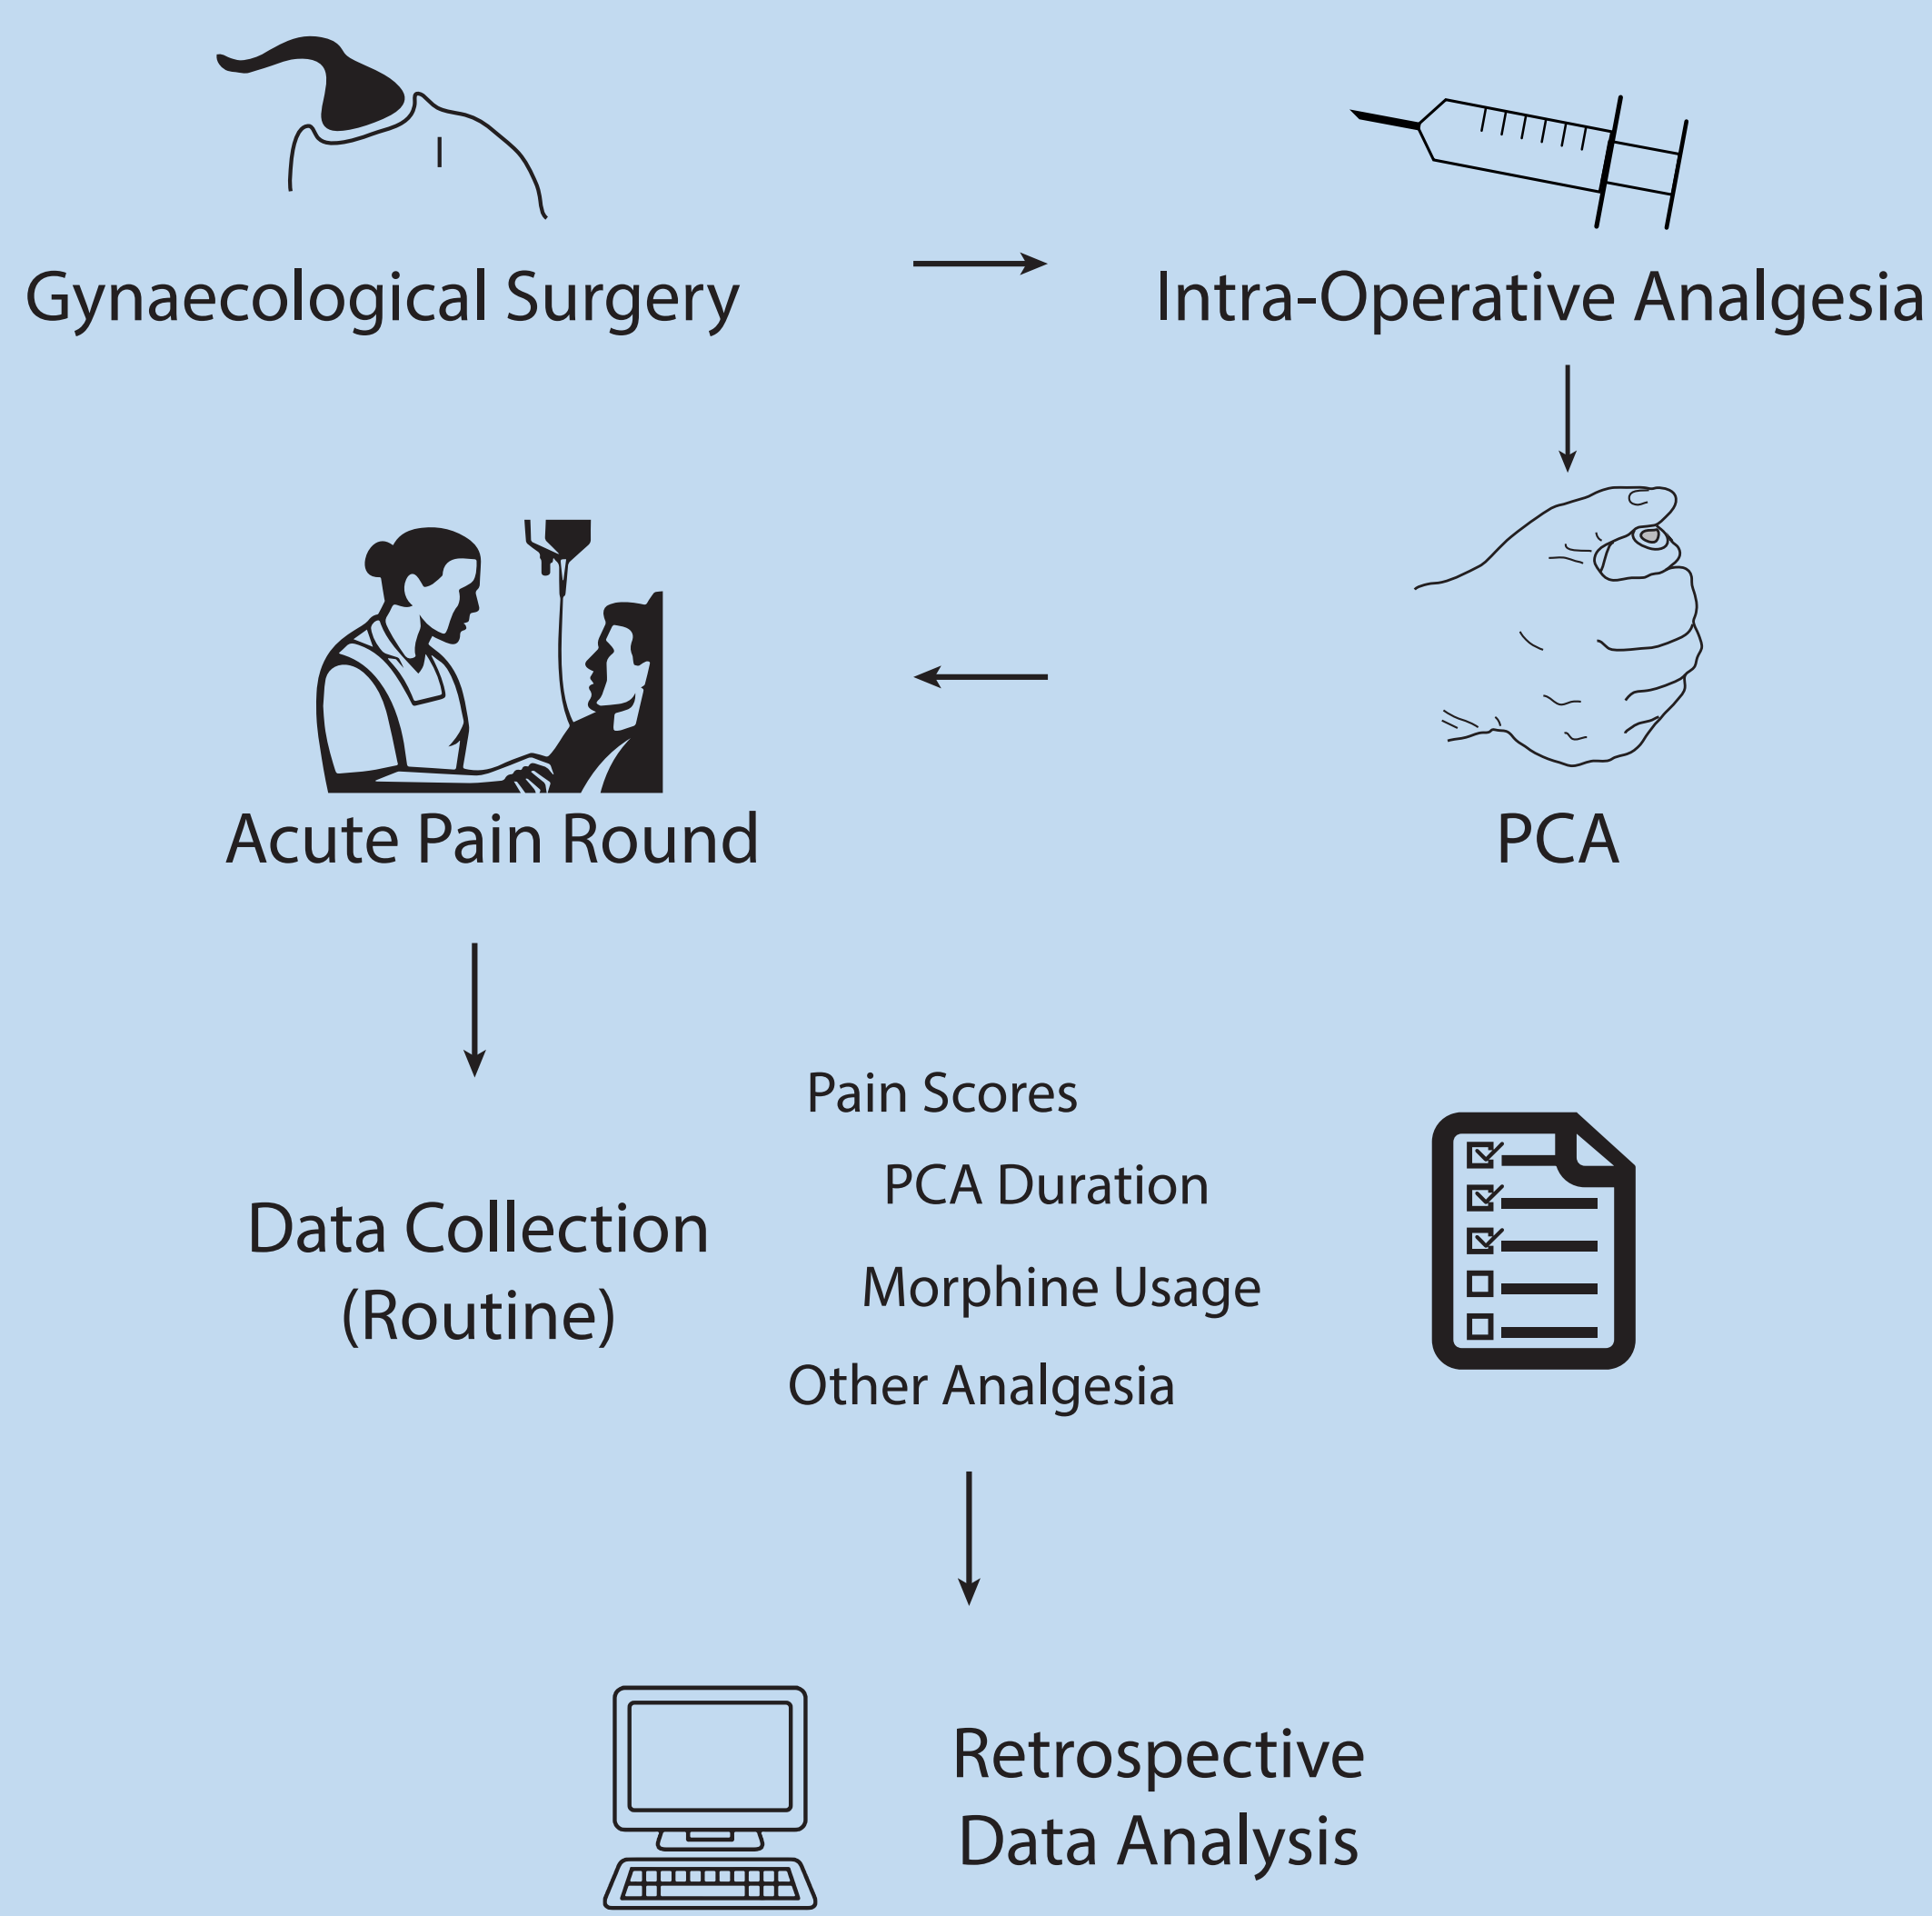 Gynaecological Surgery
Intra-Operative Analgesia
PCA
Acute Pain Round
Data Collection
(Routine)
Pain Scores
PCA Duration
Morphine Usage
Other Analgesia
Retrospective
Data Analysis